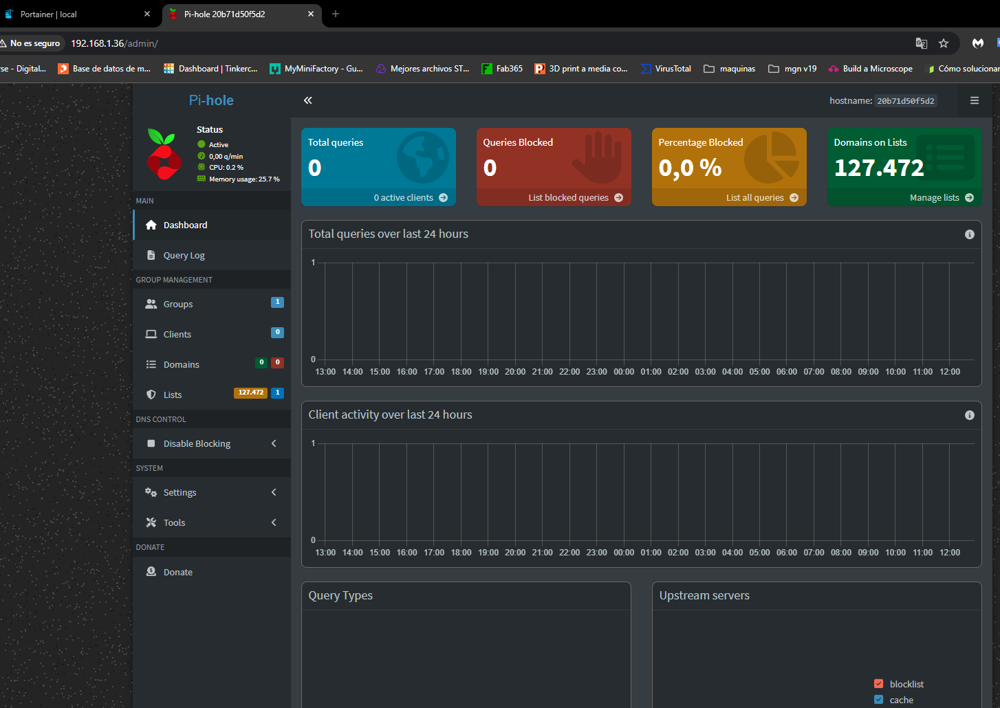 Portainer | local
Pi-hole 20b71d50f5d2
No es seguro 192.168.1.36/admin/
rse - Digital... Base de datos de m... Dashboard | Tinkerc... MyMiniFactory - Gu... Mejores archivos ST... Fab365 3D print a media co... VirusTotal maquinas mgn v19 Build a Microscope Cómo solucionar
Pi-hole
hostname: 20b71d50f5d2
Status
Active
0,00 q/min
CPU: 0.2 %
Memory usage: 25.7 %
MAIN
Dashboard
Query Log
GROUP MANAGEMENT
Groups 1
Clients 0
Domains 0 0
Lists 127.472 1
DNS CONTROL
Disable Blocking
SYSTEM
Settings
Tools
DONATE
Donate
Total queries
0
0 active clients
Queries Blocked
0
List blocked queries
Percentage Blocked
0,0 %
List all queries
Domains on Lists
127.472
Manage lists
Total queries over last 24 hours
1
0
13:00 14:00 15:00 16:00 17:00 18:00 19:00 20:00 21:00 22:00 23:00 00:00 01:00 02:00 03:00 04:00 05:00 06:00 07:00 08:00 09:00 10:00 11:00 12:00
Client activity over last 24 hours
1
0
13:00 14:00 15:00 16:00 17:00 18:00 19:00 20:00 21:00 22:00 23:00 00:00 01:00 02:00 03:00 04:00 05:00 06:00 07:00 08:00 09:00 10:00 11:00 12:00
Query Types
Upstream servers
blocklist
cache